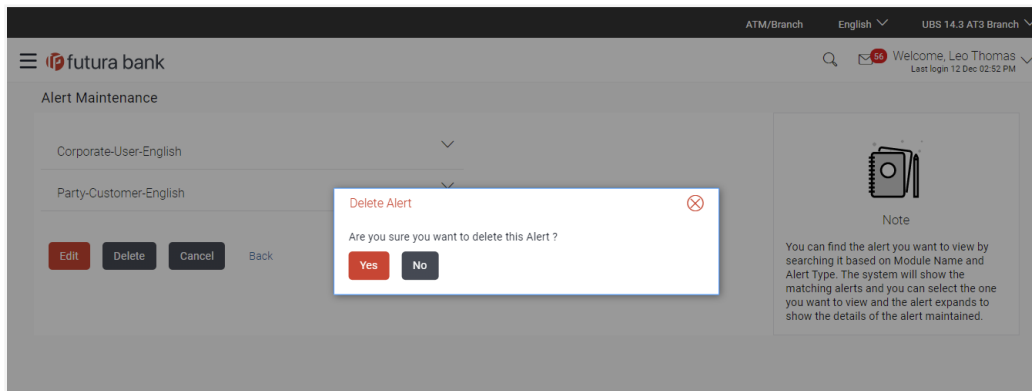 ATM/Branch English UBS 14.3 AT3 Branch
futura bank
56 Welcome, Leo Thomas
Last login 12 Dec 02:52 PM
Alert Maintenance
Corporate-User-English
Party-Customer-English
Edit Delete Cancel Back
Delete Alert
Are you sure you want to delete this Alert ?
Yes No
Note
You can find the alert you want to view by
searching it based on Module Name and
Alert Type. The system will show the
matching alerts and you can select the one
you want to view and the alert expands to
show the details of the alert maintained.